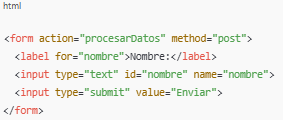 html
<form action="procesarDatos" method="post">
  <label for="nombre">Nombre:</label>
  <input type="text" id="nombre" name="nombre">
  <input type="submit" value="Enviar">
</form>